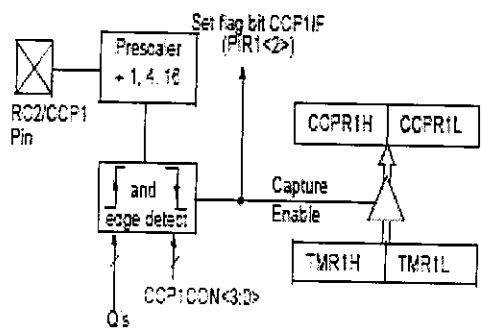 Set flag bit CCP1IF
(PIR1<2>)
Prescaler
÷ 1, 4, 16
RC2/CCP1
Pin
CCPR1H
CCPR1L
and
edge detect
Capture
Enable
TMR1H
TMR1L
CCP1CON<3:0>
Q's